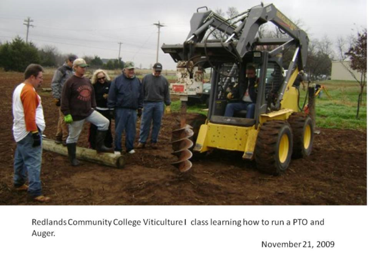 Redlands Community College Viticulture I class learning how to run a PTO and
Auger.
November 21, 2009